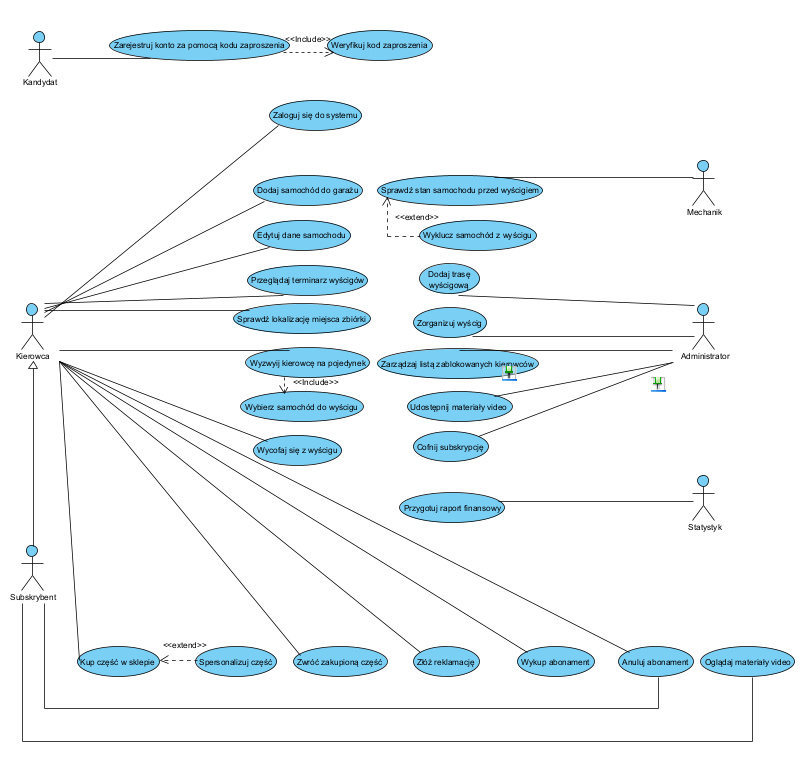 Zarejestruj konto za pomocą kodu zaproszenia
<<Include>>
Weryfikuj kod zaproszenia
Kandydat
Zaloguj się do systemu
Dodaj samochód do garażu
Sprawdź stan samochodu przed wyścigiem
Mechanik
<<extend>>
Edytuj dane samochodu
Wyklucz samochód z wyścigu
Przeglądaj terminarz wyścigów
Dodaj trasę
wyścigową
Sprawdź lokalizację miejsca zbiórki
Zorganizuj wyścig
Kierowca
Administrator
Wyzwyij kierowcę na pojedynek
Zarządzaj listą zablokowanych kierowców
<<Include>>
Wybierz samochód do wyścigu
Udostępnij materiały video
Wycofaj się z wyścigu
Cofnij subskrypcję
Przygotuj raport finansowy
Statystyk
Subskrybent
<<extend>>
Kup część w sklepie
Spersonalizuj część
Zwróć zakupioną część
Złóż reklamację
Wykup abonament
Anuluj abonament
Oglądaj materiały video